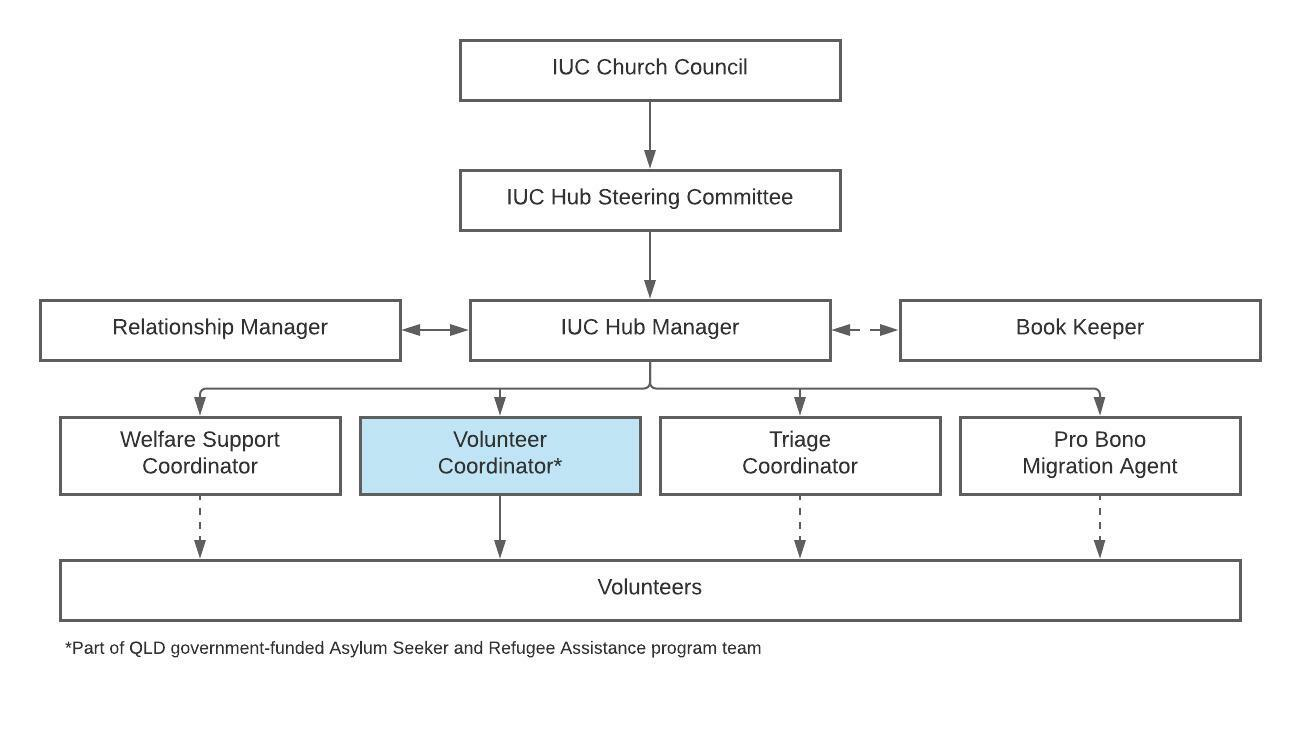 IUC Church Council
IUC Hub Steering Committee
Relationship Manager
IUC Hub Manager
Book Keeper
Welfare Support
Coordinator
Volunteer
Coordinator*
Triage
Coordinator
Pro Bono
Migration Agent
Volunteers
*Part of QLD government-funded Asylum Seeker and Refugee Assistance program team